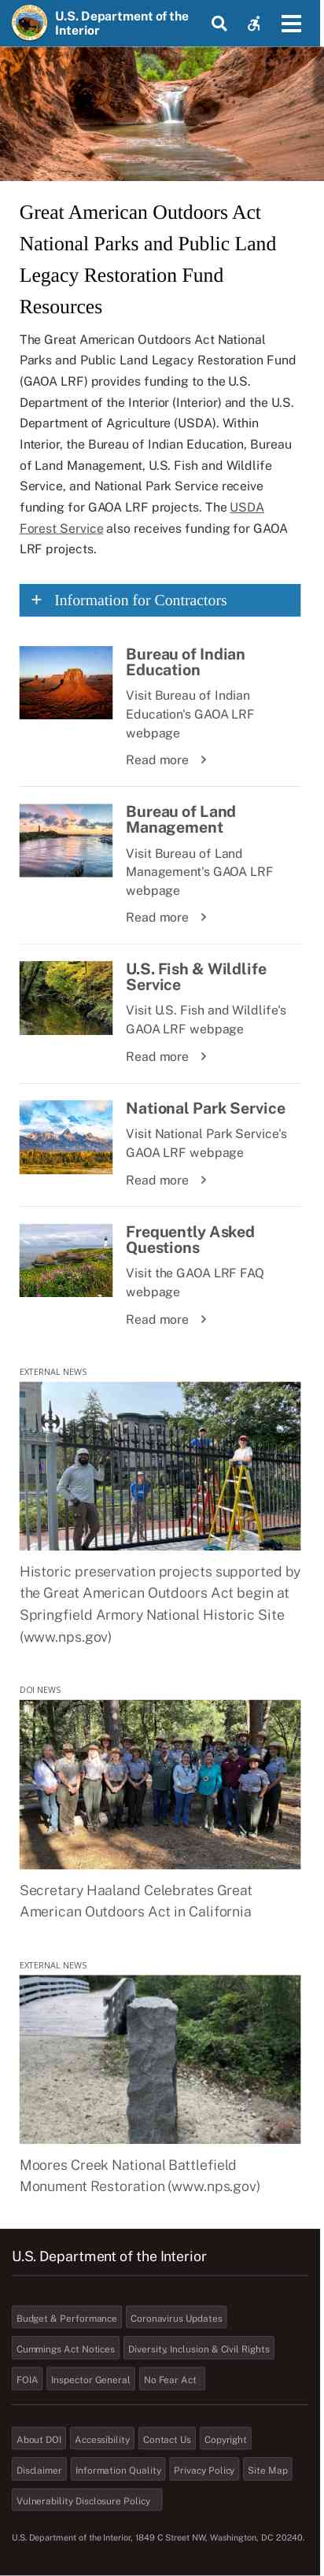 U.S. Department of the
Interior
Great American Outdoors Act
National Parks and Public Land
Legacy Restoration Fund
Resources
The Great American Outdoors Act National
Parks and Public Land Legacy Restoration Fund
(GAOA LRF) provides funding to the U.S.
Department of the Interior (Interior) and the U.S.
Department of Agriculture (USDA). Within
Interior, the Bureau of Indian Education, Bureau
of Land Management, U.S. Fish and Wildlife
Service, and National Park Service receive
funding for GAOA LRF projects. The USDA
Forest Service also receives funding for GAOA
LRF projects.
+ Information for Contractors
Bureau of Indian
Education
Visit Bureau of Indian
Education's GAOA LRF
webpage
Read more
Bureau of Land
Management
Visit Bureau of Land
Management's GAOA LRF
webpage
Read more
U.S. Fish & Wildlife
Service
Visit U.S. Fish and Wildlife's
GAOA LRF webpage
Read more
National Park Service
Visit National Park Service's
GAOA LRF webpage
Read more
Frequently Asked
Questions
Visit the GAOA LRF FAQ
webpage
Read more
EXTERNAL NEWS
Historic preservation projects supported by
the Great American Outdoors Act begin at
Springfield Armory National Historic Site
(www.nps.gov)
DOI NEWS
Secretary Haaland Celebrates Great
American Outdoors Act in California
EXTERNAL NEWS
Moores Creek National Battlefield
Monument Restoration (www.nps.gov)
U.S. Department of the Interior
Budget & Performance Coronavirus Updates
Cummings Act Notices Diversity, Inclusion & Civil Rights
FOIA Inspector General No Fear Act
About DOI Accessibility Contact Us Copyright
Disclaimer Information Quality Privacy Policy Site Map
Vulnerability Disclosure Policy
U.S. Department of the Interior, 1849 C Street NW, Washington, DC 20240.